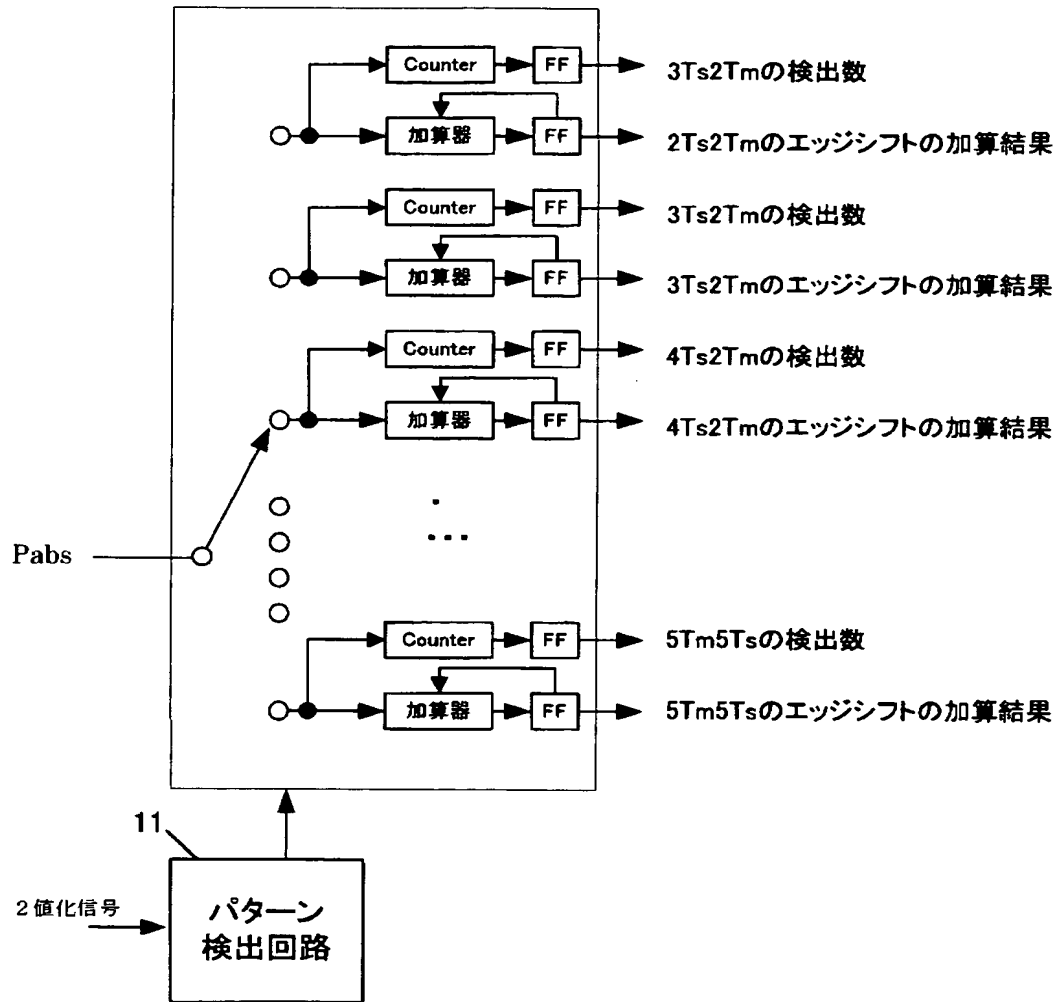 Counter
FF
3Ts2Tmの検出数
加算器
FF
2Ts2Tmのエッジシフトの加算結果
Counter
FF
3Ts2Tmの検出数
加算器
FF
3Ts2Tmのエッジシフトの加算結果
Counter
FF
4Ts2Tmの検出数
加算器
FF
4Ts2Tmのエッジシフトの加算結果
Pabs
Counter
FF
5Tm5Tsの検出数
加算器
FF
5Tm5Tsのエッジシフトの加算結果
11
2値化信号
パターン
検出回路